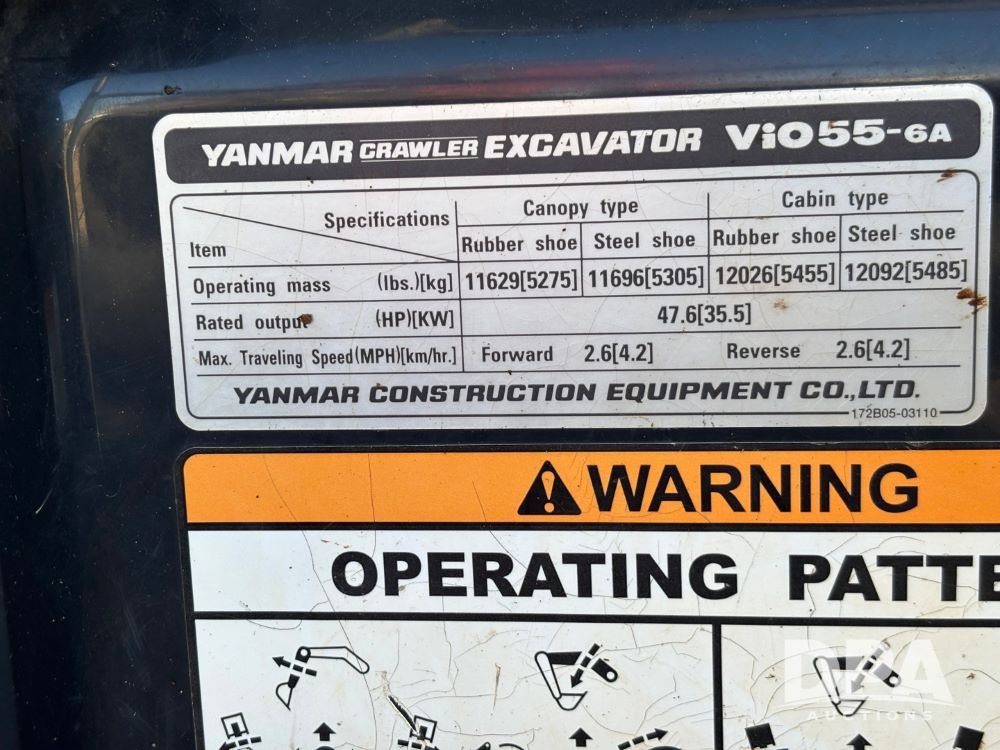 YANMAR CRAWLER EXCAVATOR ViO55-6A
Specifications Canopy type Cabin type
Item Rubber shoe Steel shoe Rubber shoe Steel shoe
Operating mass (lbs.)[kg] 11629[5275] 11696[5305] 12026[5455] 12092[5485]
Rated output (HP)[KW] 47.6[35.5]
Max. Traveling Speed(MPH)[km/hr.] Forward 2.6[4.2] Reverse 2.6[4.2]
YANMAR CONSTRUCTION EQUIPMENT CO.,LTD.
172B05-03110
WARNING
OPERATING PATTE
DEA
AUCTIONS